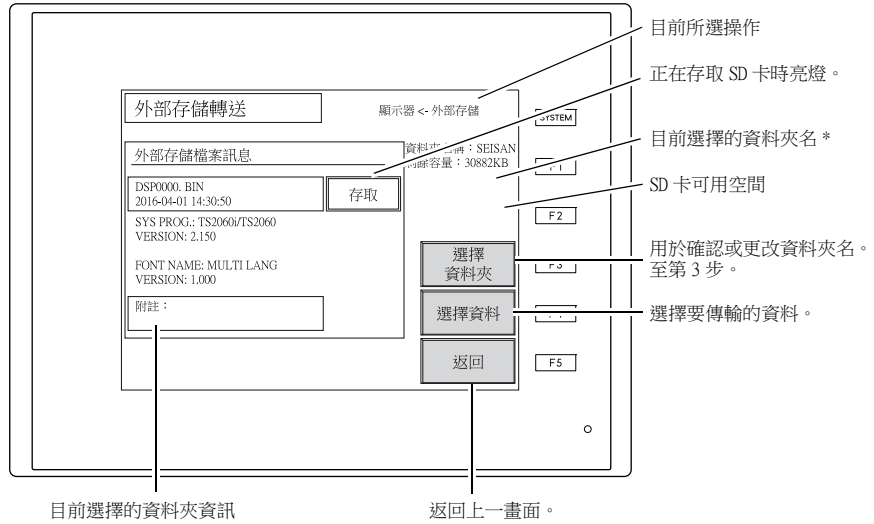 目前所選操作
正在存取 SD 卡時亮燈。
外部存儲轉送
顯示器 <- 外部存儲
SYSTEM
外部存儲檔案訊息
資料夾名稱：SEISAN
剩餘容量：30882KB
目前選擇的資料夾名 *
F1
DSP0000. BIN
2016-04-01 14:30:50
存取
SD 卡可用空間
SYS PROG.: TS2060i/TS2060
VERSION: 2.150
F2
FONT NAME: MULTI LANG
VERSION: 1.000
選擇
資料夾
F3
用於確認或更改資料夾名。
至第 3 步。
附註：
選擇資料
選擇要傳輸的資料。
返回
F5
目前選擇的資料夾資訊
返回上一畫面。